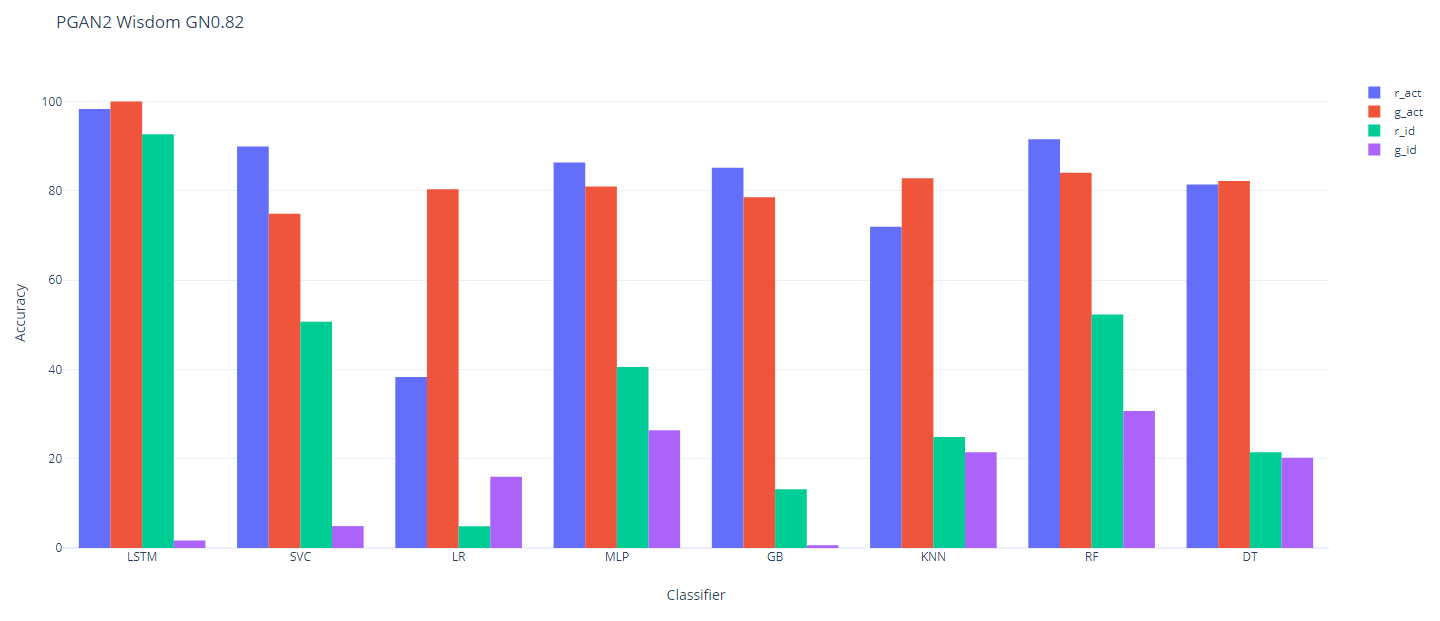 PGAN2 Wisdom GN0.82
r_act
g_act
r_id
g_id
100
80
60
40
20
0
Accuracy
LSTM SVC LR MLP GB KNN RF DT
Classifier